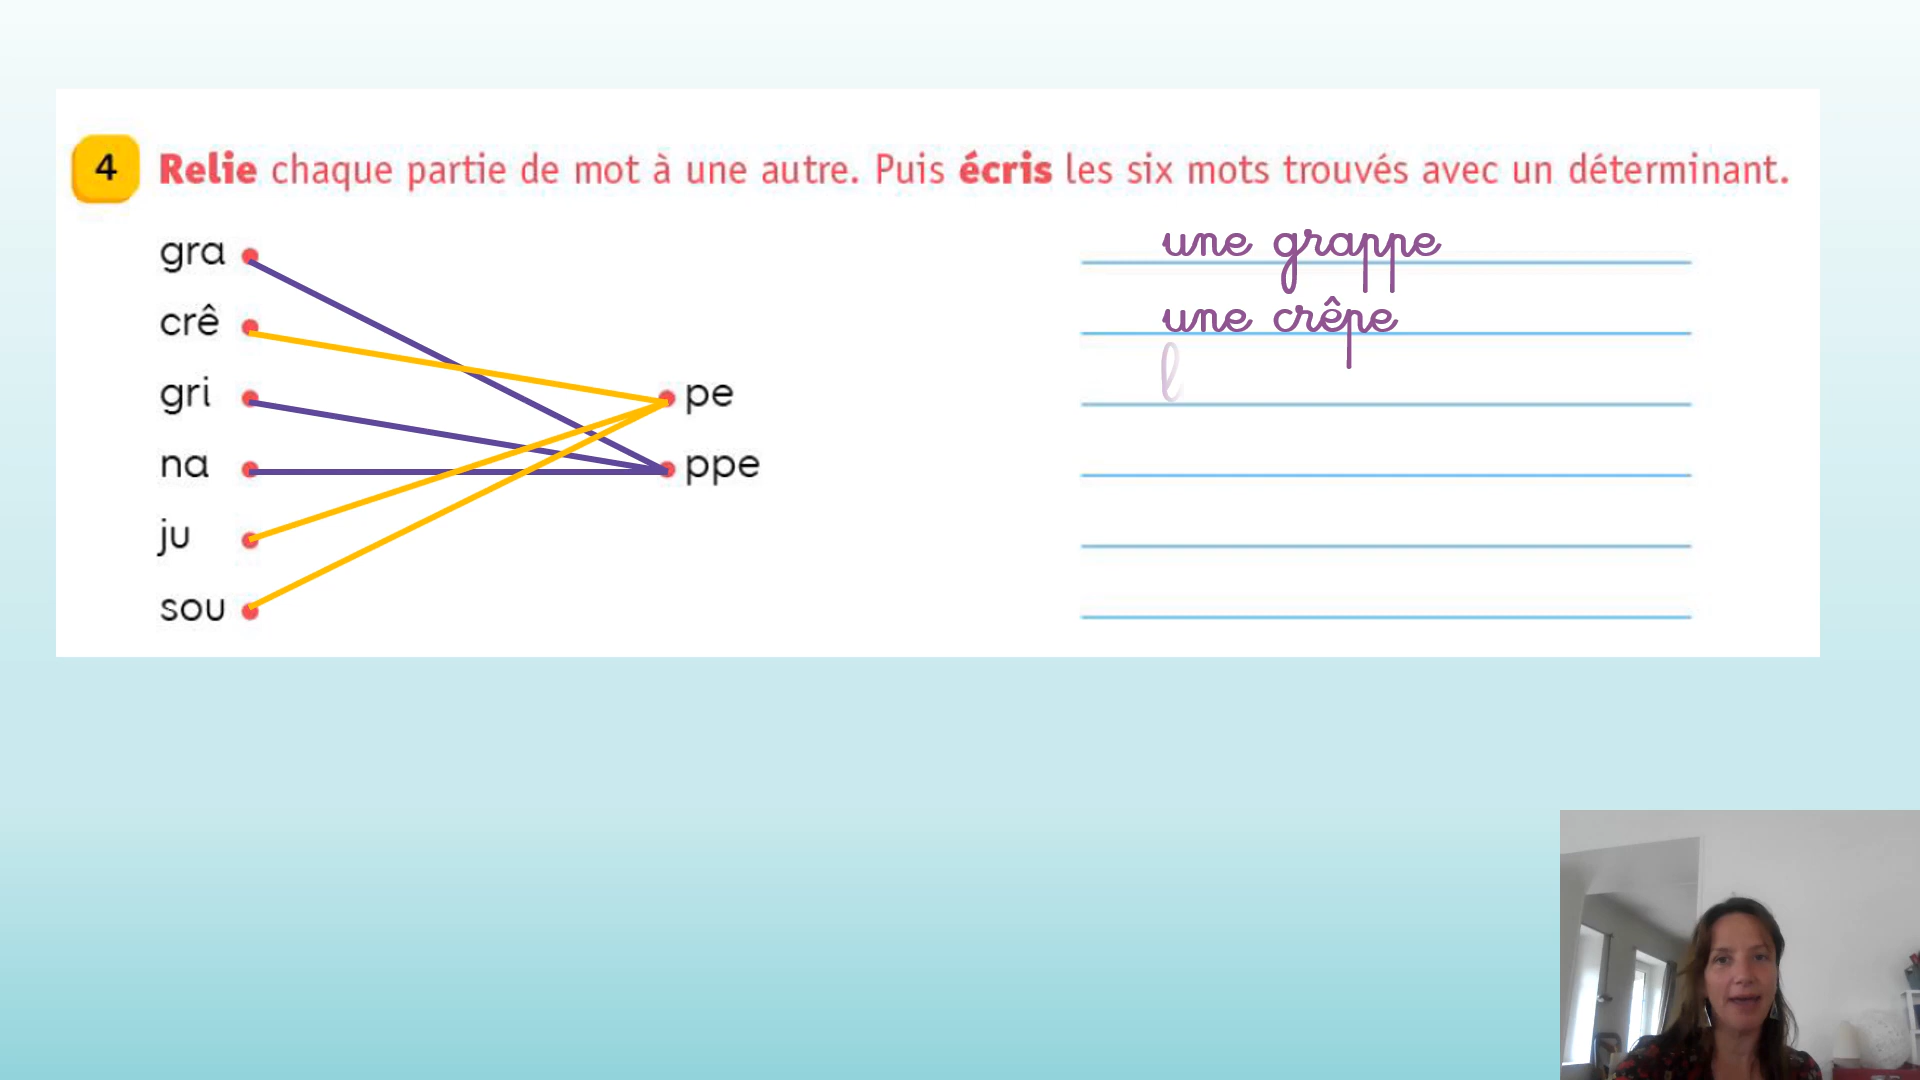 4 Relie chaque partie de mot à une autre. Puis écris les six mots trouvés avec un déterminant.
gra
crê
gri
na
ju
sou
pe
ppe
une grappe
une crêpe
l